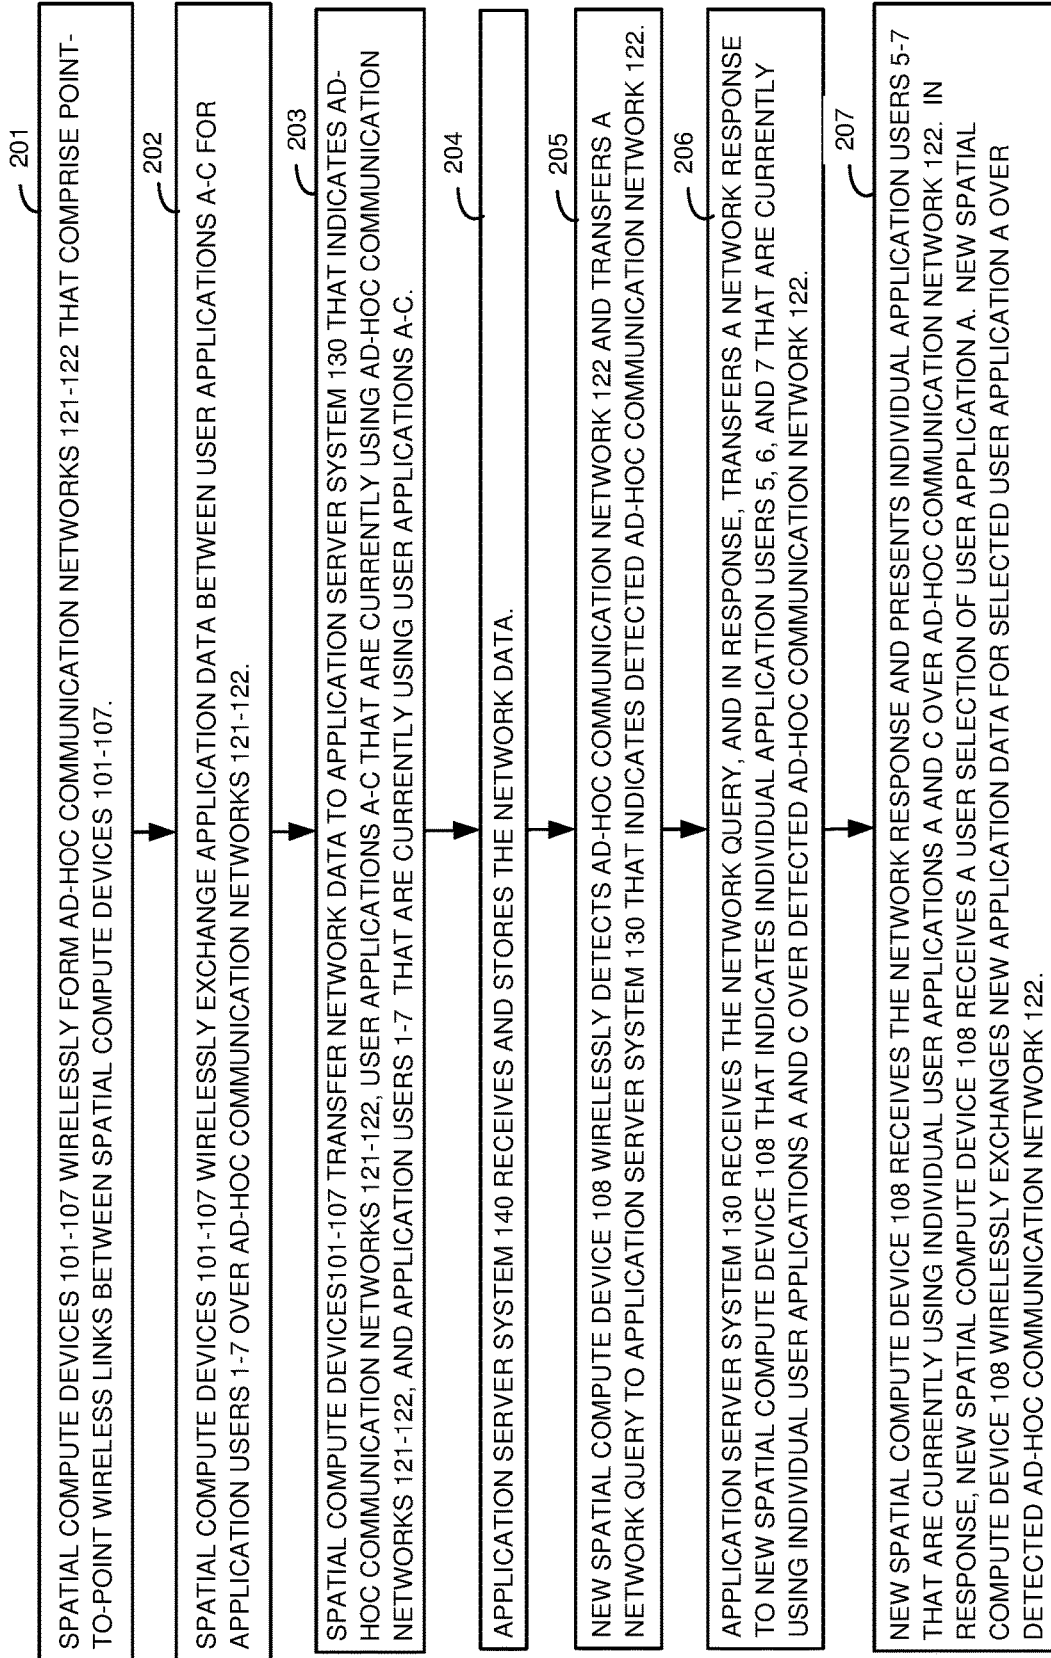 201
SPATIAL COMPUTE DEVICES 101-107 WIRELESSLY FORM AD-HOC COMMUNICATION NETWORKS 121-122 THAT COMPRISE POINT-
TO-POINT WIRELESS LINKS BETWEEN SPATIAL COMPUTE DEVICES 101-107.
202
SPATIAL COMPUTE DEVICES 101-107 WIRELESSLY EXCHANGE APPLICATION DATA BETWEEN USER APPLICATIONS A-C FOR
APPLICATION USERS 1-7 OVER AD-HOC COMMUNICATION NETWORKS 121-122.
203
SPATIAL COMPUTE DEVICES101-107 TRANSFER NETWORK DATA TO APPLICATION SERVER SYSTEM 130 THAT INDICATES AD-
HOC COMMUNICATION NETWORKS 121-122, USER APPLICATIONS A-C THAT ARE CURRENTLY USING AD-HOC COMMUNICATION
NETWORKS 121-122, AND APPLICATION USERS 1-7 THAT ARE CURRENTLY USING USER APPLICATIONS A-C.
204
APPLICATION SERVER SYSTEM 140 RECEIVES AND STORES THE NETWORK DATA.
205
NEW SPATIAL COMPUTE DEVICE 108 WIRELESSLY DETECTS AD-HOC COMMUNICATION NETWORK 122 AND TRANSFERS A
NETWORK QUERY TO APPLICATION SERVER SYSTEM 130 THAT INDICATES DETECTED AD-HOC COMMUNICATION NETWORK 122.
206
APPLICATION SERVER SYSTEM 130 RECEIVES THE NETWORK QUERY, AND IN RESPONSE, TRANSFERS A NETWORK RESPONSE
TO NEW SPATIAL COMPUTE DEVICE 108 THAT INDICATES INDIVIDUAL APPLICATION USERS 5, 6, AND 7 THAT ARE CURRENTLY
USING INDIVIDUAL USER APPLICATIONS A AND C OVER DETECTED AD-HOC COMMUNICATION NETWORK 122.
207
NEW SPATIAL COMPUTE DEVICE 108 RECEIVES THE NETWORK RESPONSE AND PRESENTS INDIVIDUAL APPLICATION USERS 5-7
THAT ARE CURRENTLY USING INDIVIDUAL USER APPLICATIONS A AND C OVER AD-HOC COMMUNICATION NETWORK 122. IN
RESPONSE, NEW SPATIAL COMPUTE DEVICE 108 RECEIVES A USER SELECTION OF USER APPLICATION A. NEW SPATIAL
COMPUTE DEVICE 108 WIRELESSLY EXCHANGES NEW APPLICATION DATA FOR SELECTED USER APPLICATION A OVER
DETECTED AD-HOC COMMUNICATION NETWORK 122.